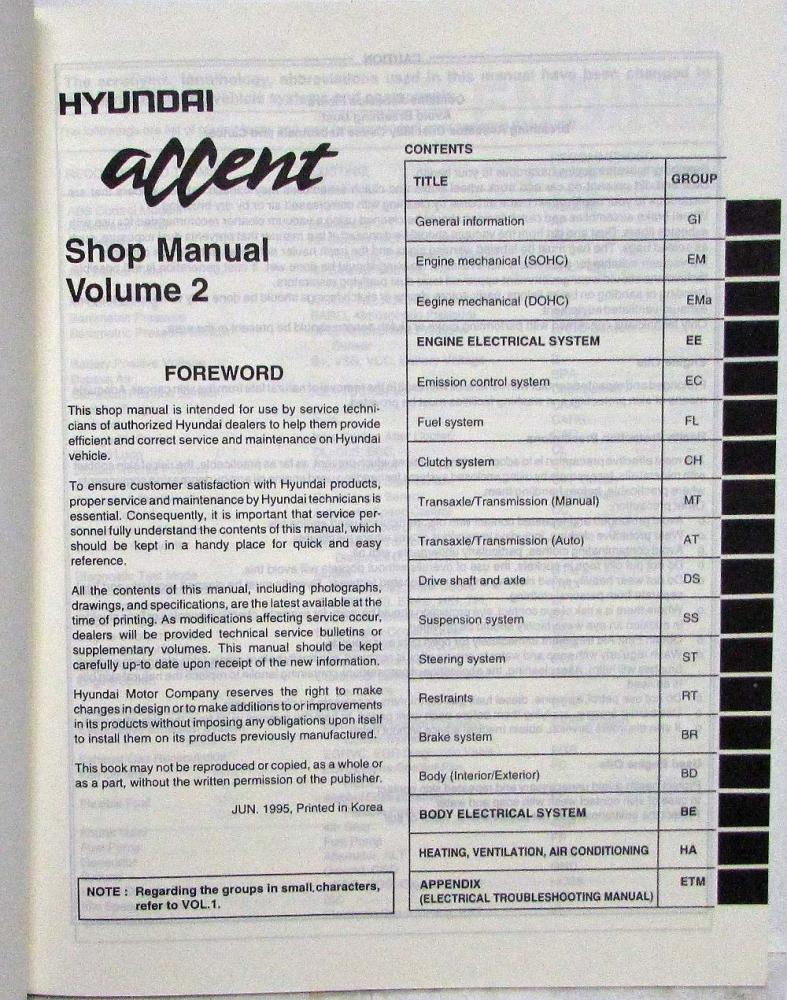 HYUNDAI
accent
Shop Manual
Volume 2
FOREWORD
This shop manual is intended for use by service techni-
cians of authorized Hyundai dealers to help them provide
efficient and correct service and maintenance on Hyundai
vehicle.
To ensure customer satisfaction with Hyundai products,
proper service and maintenance by Hyundai technicians is
essential. Consequently, it is important that service per-
sonnel fully understand the contents of this manual, which
should be kept in a handy place for quick and easy
reference.
All the contents of this manual, including photographs,
drawings, and specifications, are the latest available at the
time of printing. As modifications affecting service occur,
dealers will be provided technical service bulletins or
supplementary volumes. This manual should be kept
carefully up-to date upon receipt of the new information.
Hyundai Motor Company reserves the right to make
changes in design or to make additions to or improvements
in its products without imposing any obligations upon itself
to install them on its products previously manufactured.
This book may not be reproduced or copied, as a whole or
as a part, without the written permission of the publisher.
JUN. 1995, Printed in Korea
NOTE : Regarding the groups in small characters,
refer to VOL.1.
CONTENTS
TITLE GROUP
General information GI
Engine mechanical (SOHC) EM
Eegine mechanical (DOHC) EMa
ENGINE ELECTRICAL SYSTEM EE
Emission control system EC
Fuel system FL
Clutch system CH
Transaxle/Transmission (Manual) MT
Transaxle/Transmission (Auto) AT
Drive shaft and axle DS
Suspension system SS
Steering system ST
Restraints RT
Brake system BR
Body (Interior/Exterior) BD
BODY ELECTRICAL SYSTEM BE
HEATING, VENTILATION, AIR CONDITIONING HA
APPENDIX ETM
(ELECTRICAL TROUBLESHOOTING MANUAL)